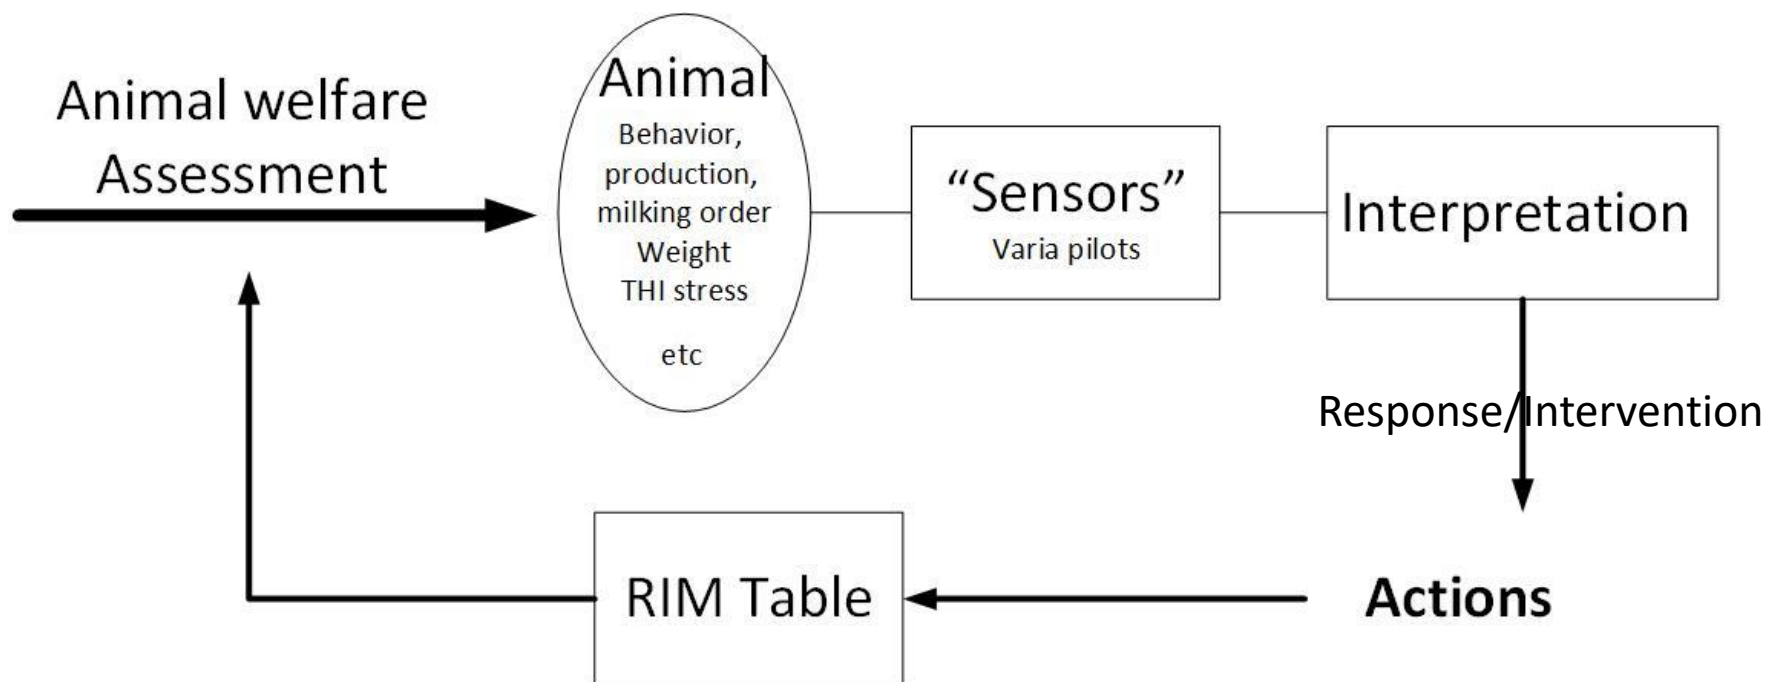 Animal welfare
Assessment
Animal
Behavior,
production,
milking order
Weight
THI stress
etc
“Sensors”
Varia pilots
Interpretation
Response/Intervention
RIM Table
Actions